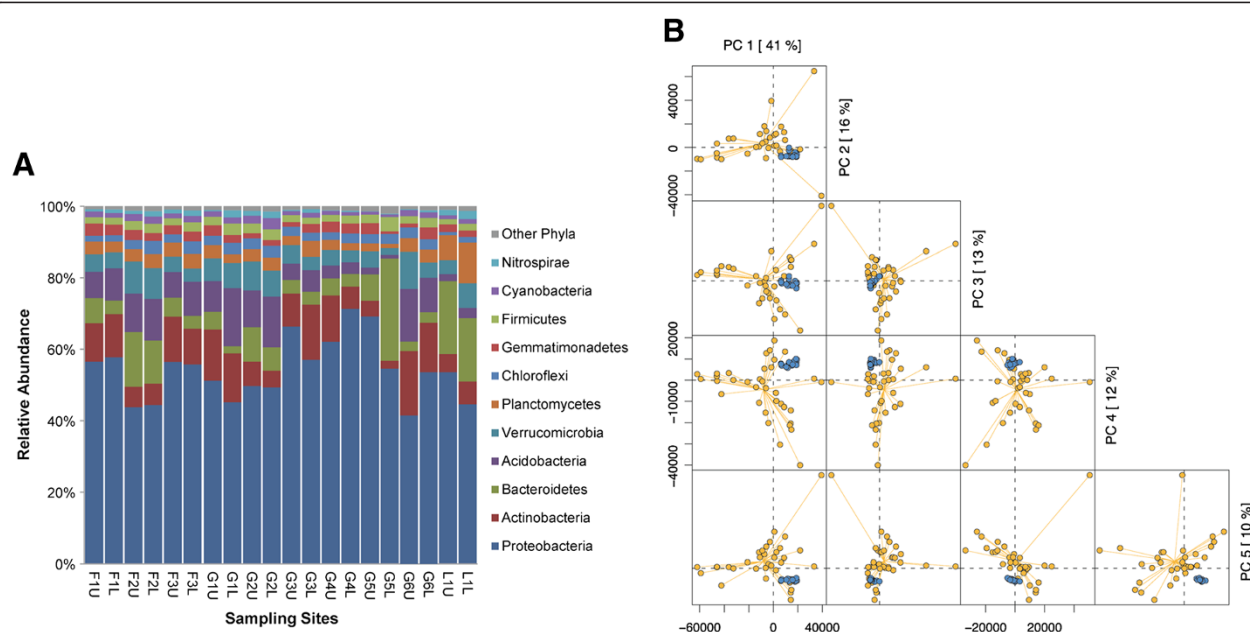 A
100%
80%
60%
40%
20%
0%
Relative Abundance
F1U
F1L
F2U
F2L
F3U
F3L
G1U
G1L
G2U
G2L
G3U
G3L
G4U
G4L
G5U
G5L
G6U
G6L
L1U
L1L
Sampling Sites
Other Phyla
Nitrospirae
Cyanobacteria
Firmicutes
Gemmatimonadetes
Chloroflexi
Planctomycetes
Verrucomicrobia
Acidobacteria
Bacteroidetes
Actinobacteria
Proteobacteria
B
PC 1 [ 41 %]
40000
0
-40000
PC 2 [ 16 %]
PC 3 [ 13 %]
20000
-10000
-40000
PC 4 [ 12 %]
PC 5 [ 10 %]
-60000
0
40000
-20000
20000